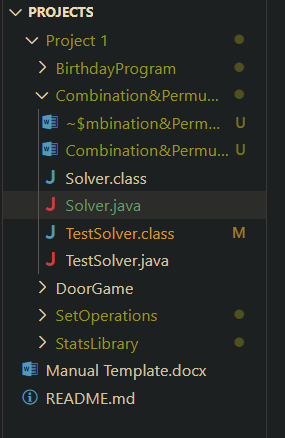 PROJECTS
Project 1
BirthdayProgram
Combination&Permu...
~$mbination&Perm... U
Combination&Permu... U
Solver.class
Solver.java
TestSolver.class M
TestSolver.java
DoorGame
SetOperations
StatsLibrary
Manual Template.docx
README.md